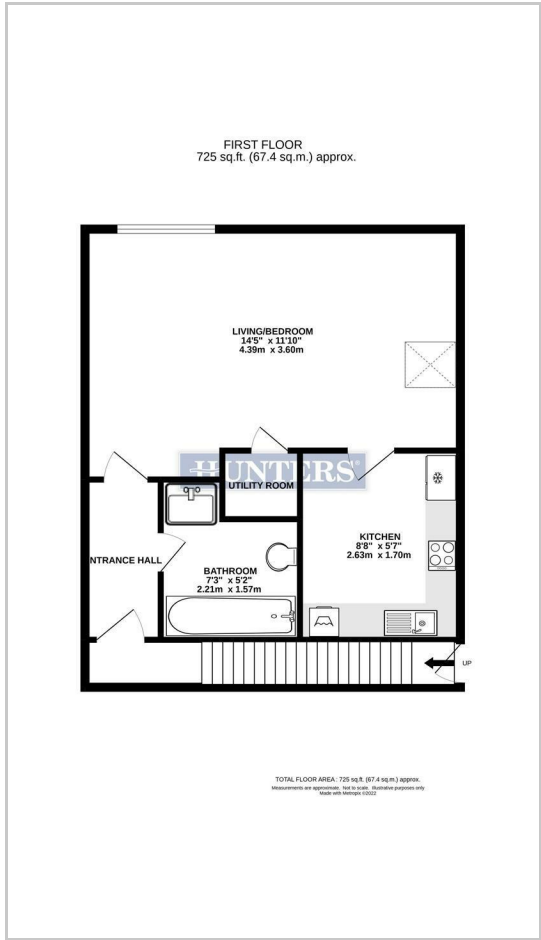 FIRST FLOOR
725 sq.ft. (67.4 sq.m.) approx.
LIVING/BEDROOM
14'5" x 11'10"
4.39m x 3.60m
HUNTERS®
UTILITY ROOM
KITCHEN
8'8" x 5'7"
2.63m x 1.70m
NTRANCE HALL
BATHROOM
7'3" x 5'2"
2.21m x 1.57m
UP
TOTAL FLOOR AREA : 725 sq.ft. (67.4 sq.m.) approx.
Measurements are approximate. Not to scale. Illustrative purposes only
Made with Metropix ©2022